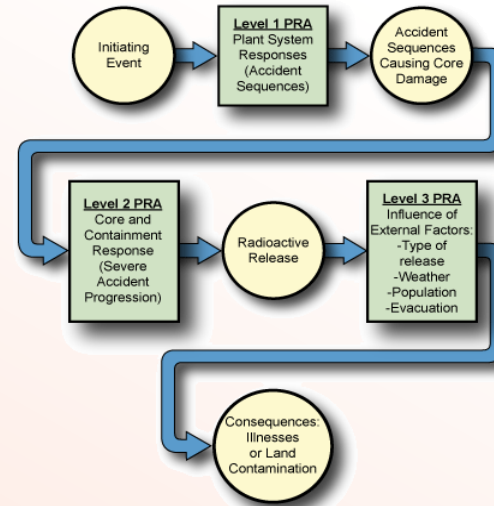 Initiating
Event
Level 1 PRA
Plant System
Responses
(Accident
Sequences)
Accident
Sequences
Causing Core
Damage
Level 2 PRA
Core and
Containment
Response
(Severe
Accident
Progression)
Radioactive
Release
Level 3 PRA
Influence of
External Factors:
-Type of
release
-Weather
-Population
-Evacuation
Consequences:
Illnesses
or Land
Contamination